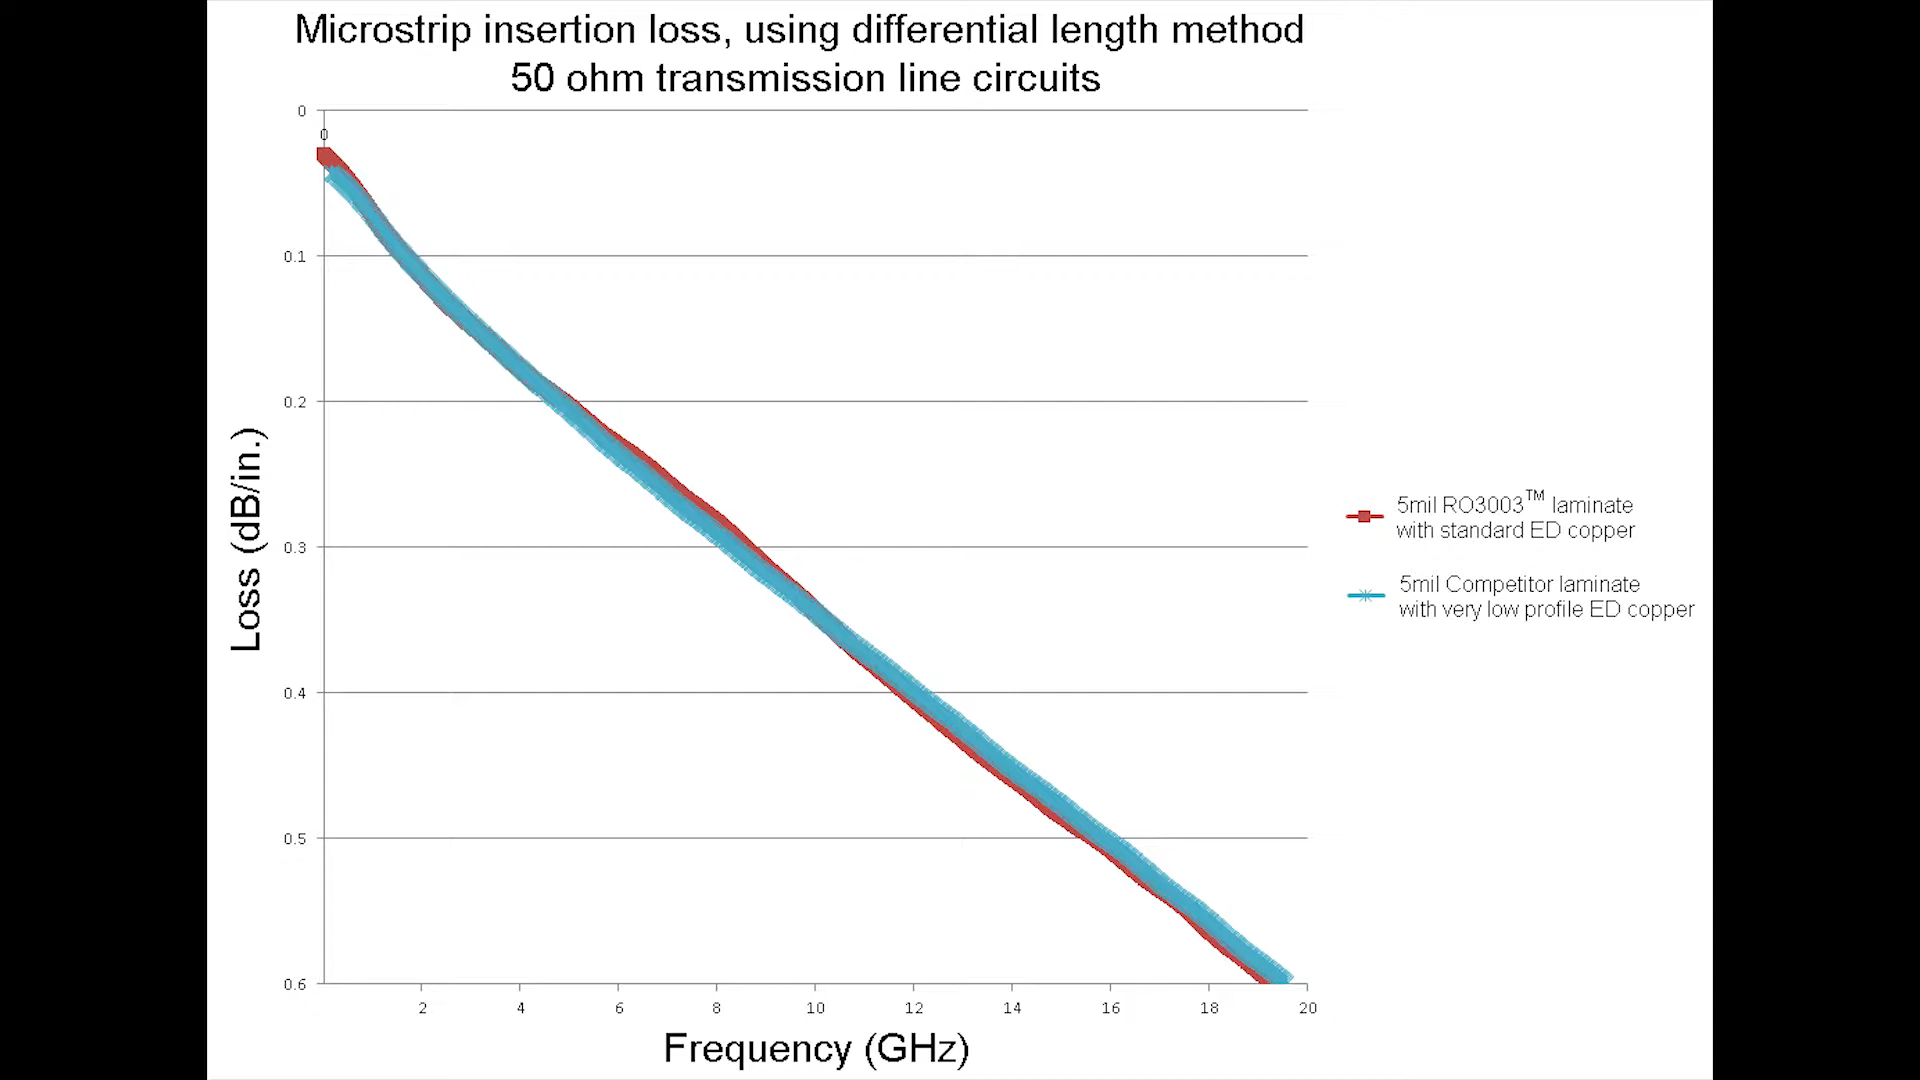 Microstrip insertion loss, using differential length method
50 ohm transmission line circuits
0
0
0.1
0.2
0.3
0.4
0.5
0.6
Loss (dB/in.)
2 4 6 8 10 12 14 16 18 20
Frequency (GHz)
5mil RO3003™ laminate
with standard ED copper
5mil Competitor laminate
with very low profile ED copper